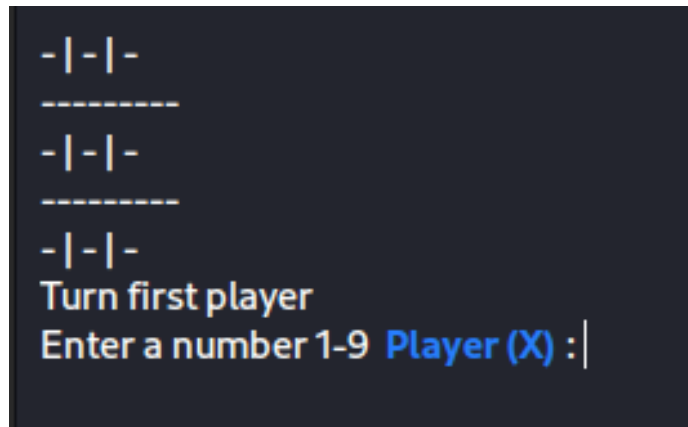 -|-|-
---------
-|-|-
---------
-|-|-
Turn first player
Enter a number 1-9 Player (X) :